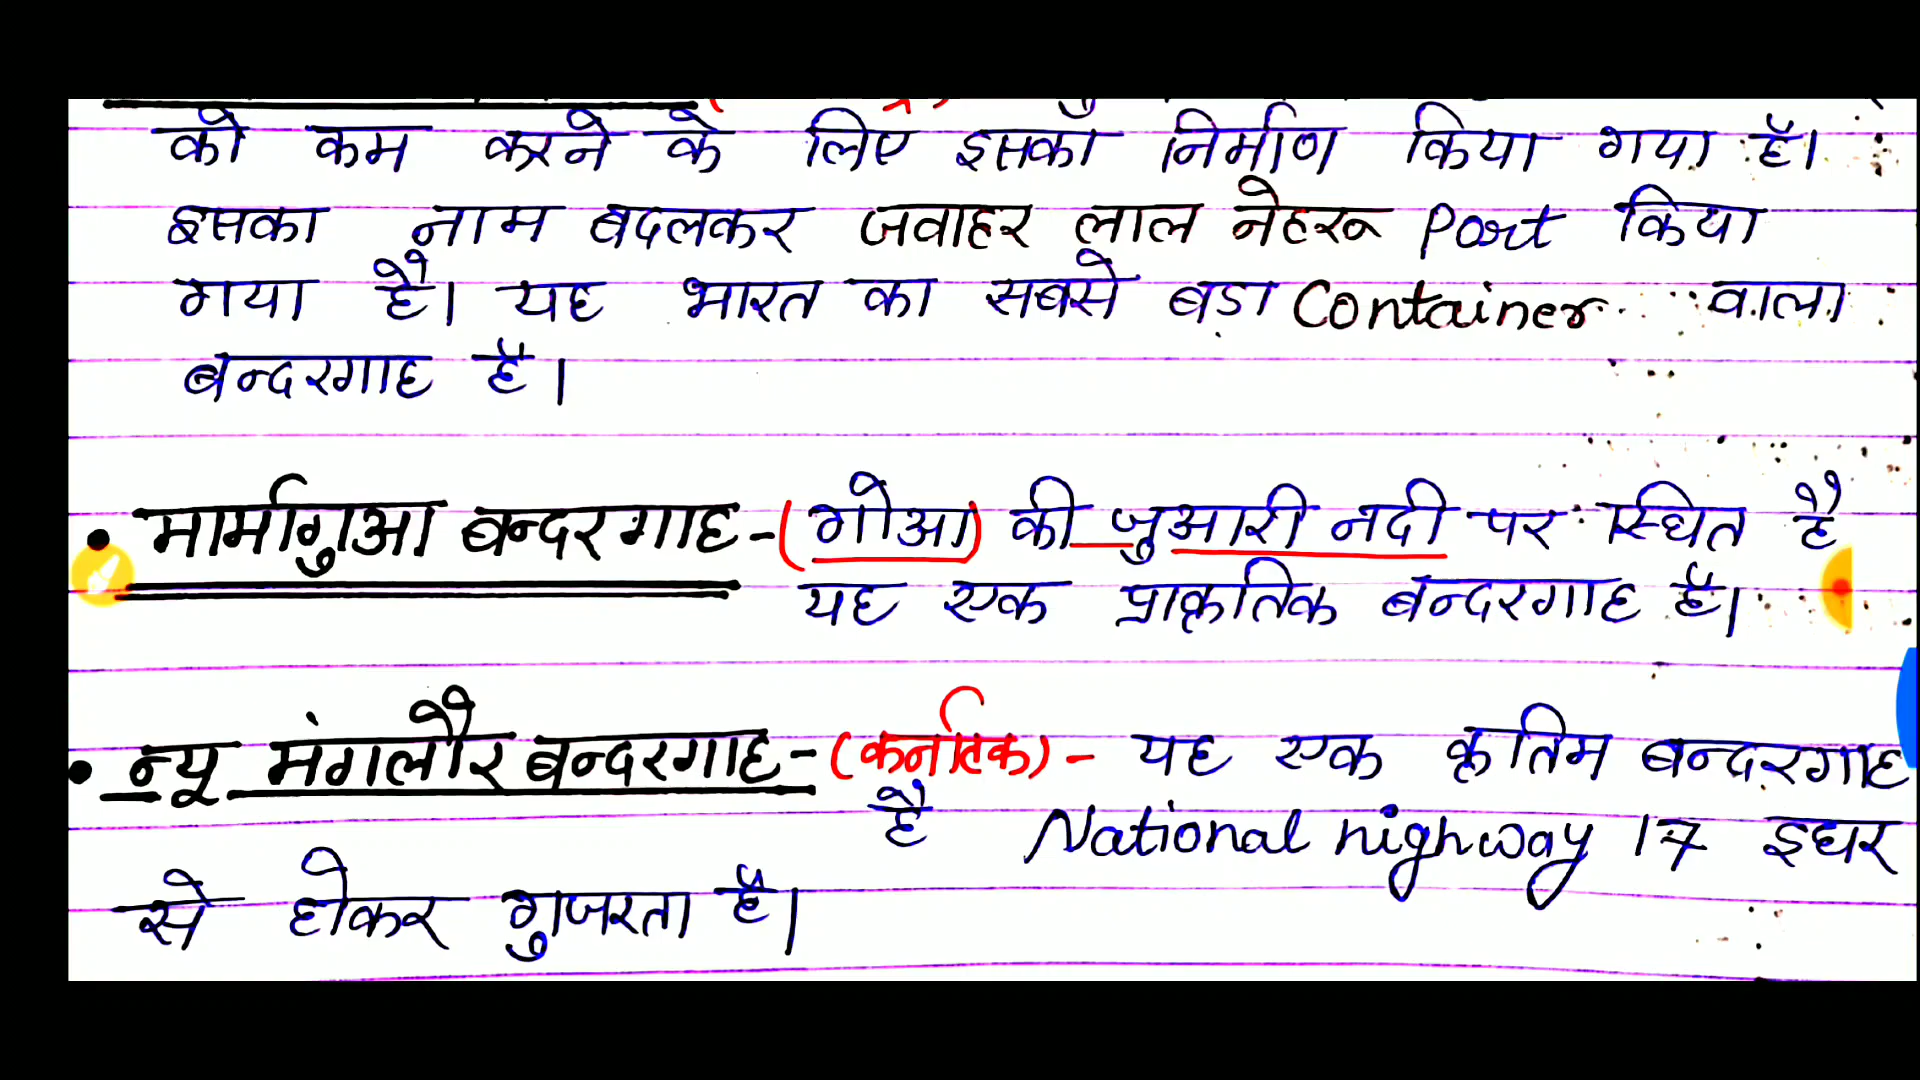 को कम करने के लिए इसको निर्माण किया गया है।
इसका नाम बदलकर जवाहर लाल नेहरू Port किया
गया है। यह भारत का सबसे बडा Container वाला
बन्दरगाह है।
• मार्मागुआ बन्दरगाह - (गोआ) की जुआरी नदी पर स्थित है
यह एक प्राकृतिक बन्दरगाह है।
• न्यू मंगलौर बन्दरगाह - (कर्नाटक) - यह एक कृतिम बन्दरगाह
है National highway 17 इधर
से होकर गुजरता है।